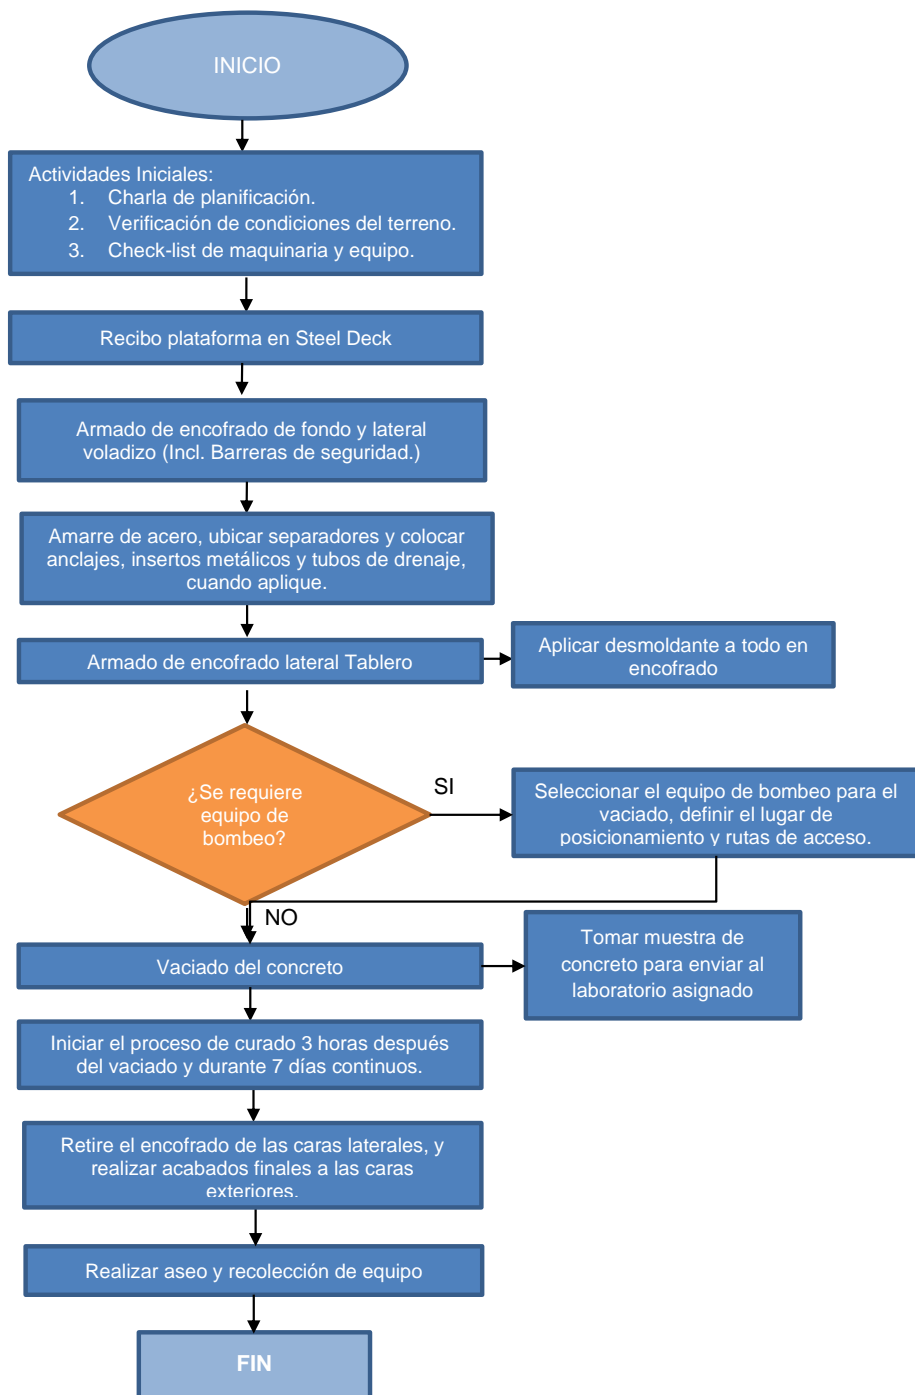 INICIO
Actividades Iniciales:
1. Charla de planificación.
2. Verificación de condiciones del terreno.
3. Check-list de maquinaria y equipo.
Recibo plataforma en Steel Deck
Armado de encofrado de fondo y lateral
voladizo (Incl. Barreras de seguridad.)
Amarre de acero, ubicar separadores y colocar
anclajes, insertos metálicos y tubos de drenaje,
cuando aplique.
Armado de encofrado lateral Tablero
Aplicar desmoldante a todo en
encofrado
¿Se requiere
equipo de
bombeo?
SI
Seleccionar el equipo de bombeo para el
vaciado, definir el lugar de
posicionamiento y rutas de acceso.
NO
Vaciado del concreto
Tomar muestra de
concreto para enviar al
laboratorio asignado
Iniciar el proceso de curado 3 horas después
del vaciado y durante 7 días continuos.
Retire el encofrado de las caras laterales, y
realizar acabados finales a las caras
exteriores.
Realizar aseo y recolección de equipo
FIN